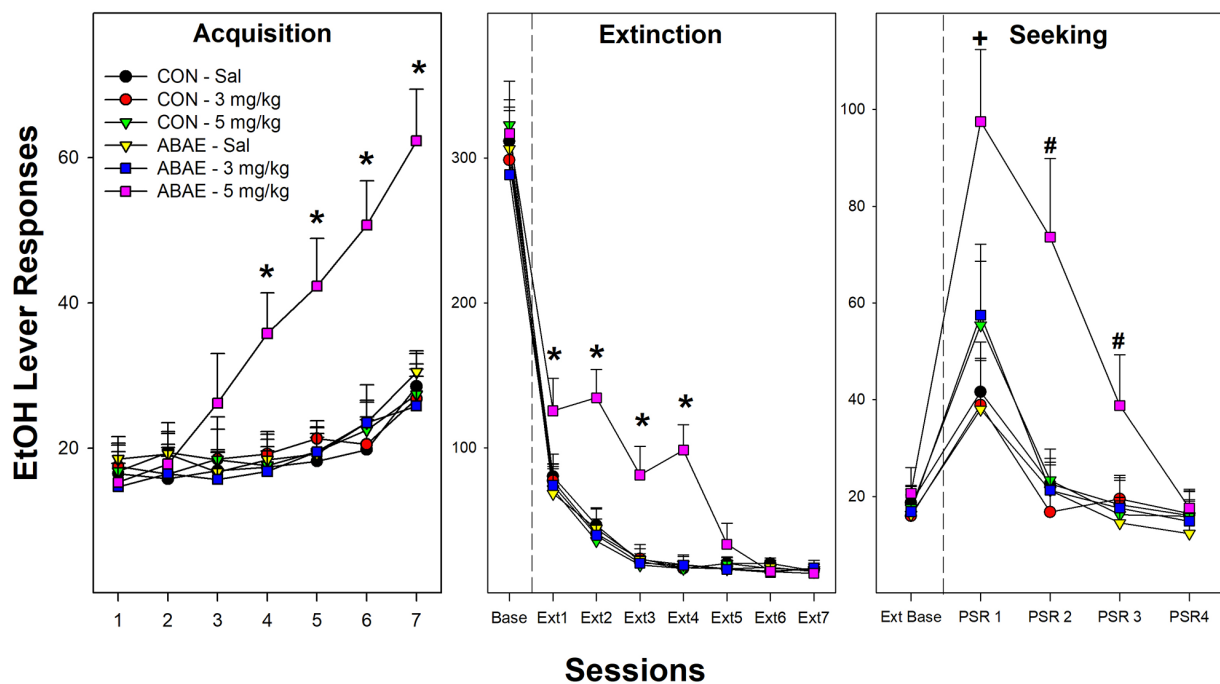 Acquisition
Extinction
Seeking
EtOH Lever Responses
CON - Sal
CON - 3 mg/kg
CON - 5 mg/kg
ABAE - Sal
ABAE - 3 mg/kg
ABAE - 5 mg/kg
60
40
20
* * * *
1 2 3 4 5 6 7
300
200
100
* * * *
Base Ext1 Ext2 Ext3 Ext4 Ext5 Ext6 Ext7
100
80
60
40
20
+ # #
Ext Base PSR 1 PSR 2 PSR 3 PSR4
Sessions